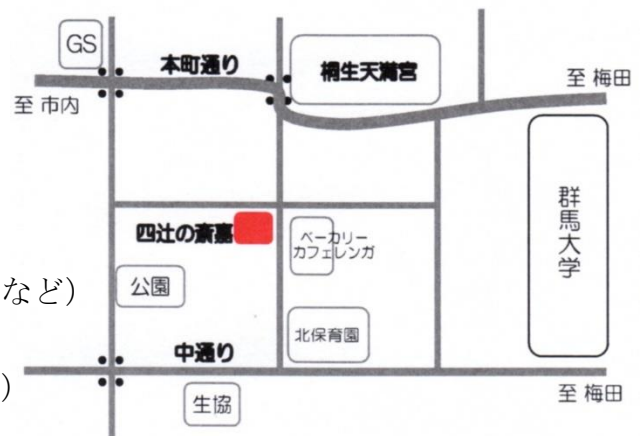 GS
本町通り
桐生天満宮
至 梅田
至 市内
四辻の斎嘉
ベーカリー
カフェレンガ
群馬大学
など)
公園
北保育園
中通り
)
生協
至 梅田